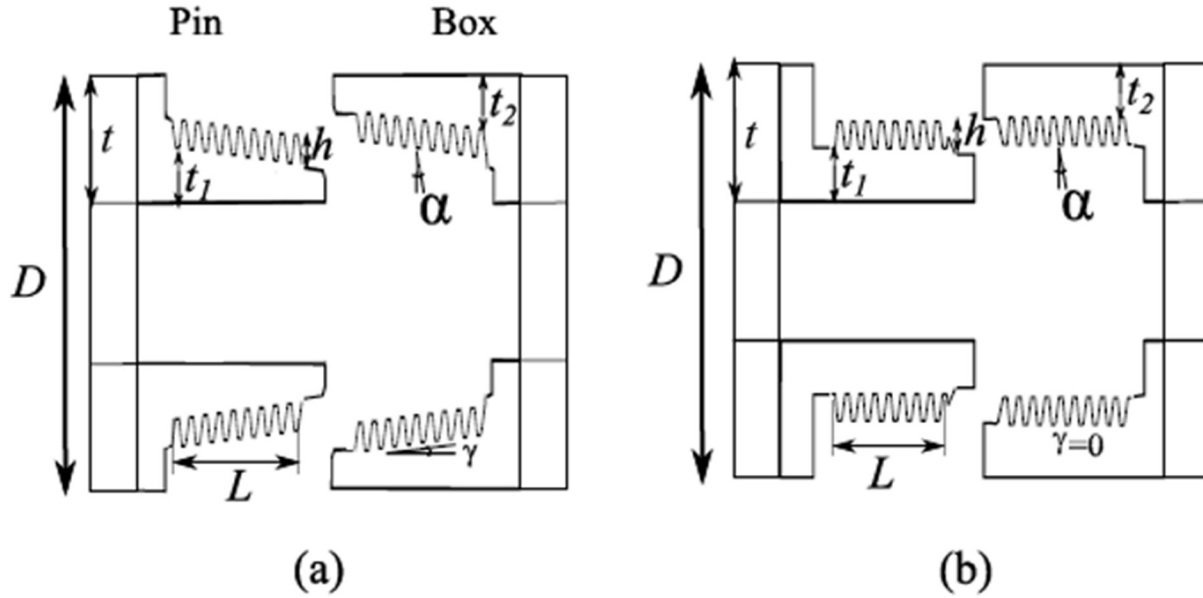 Pin Box
t t₂ h t₁ α
D
γ
L
(a)
t t₂ h t₁ α
D
γ=0
L
(b)